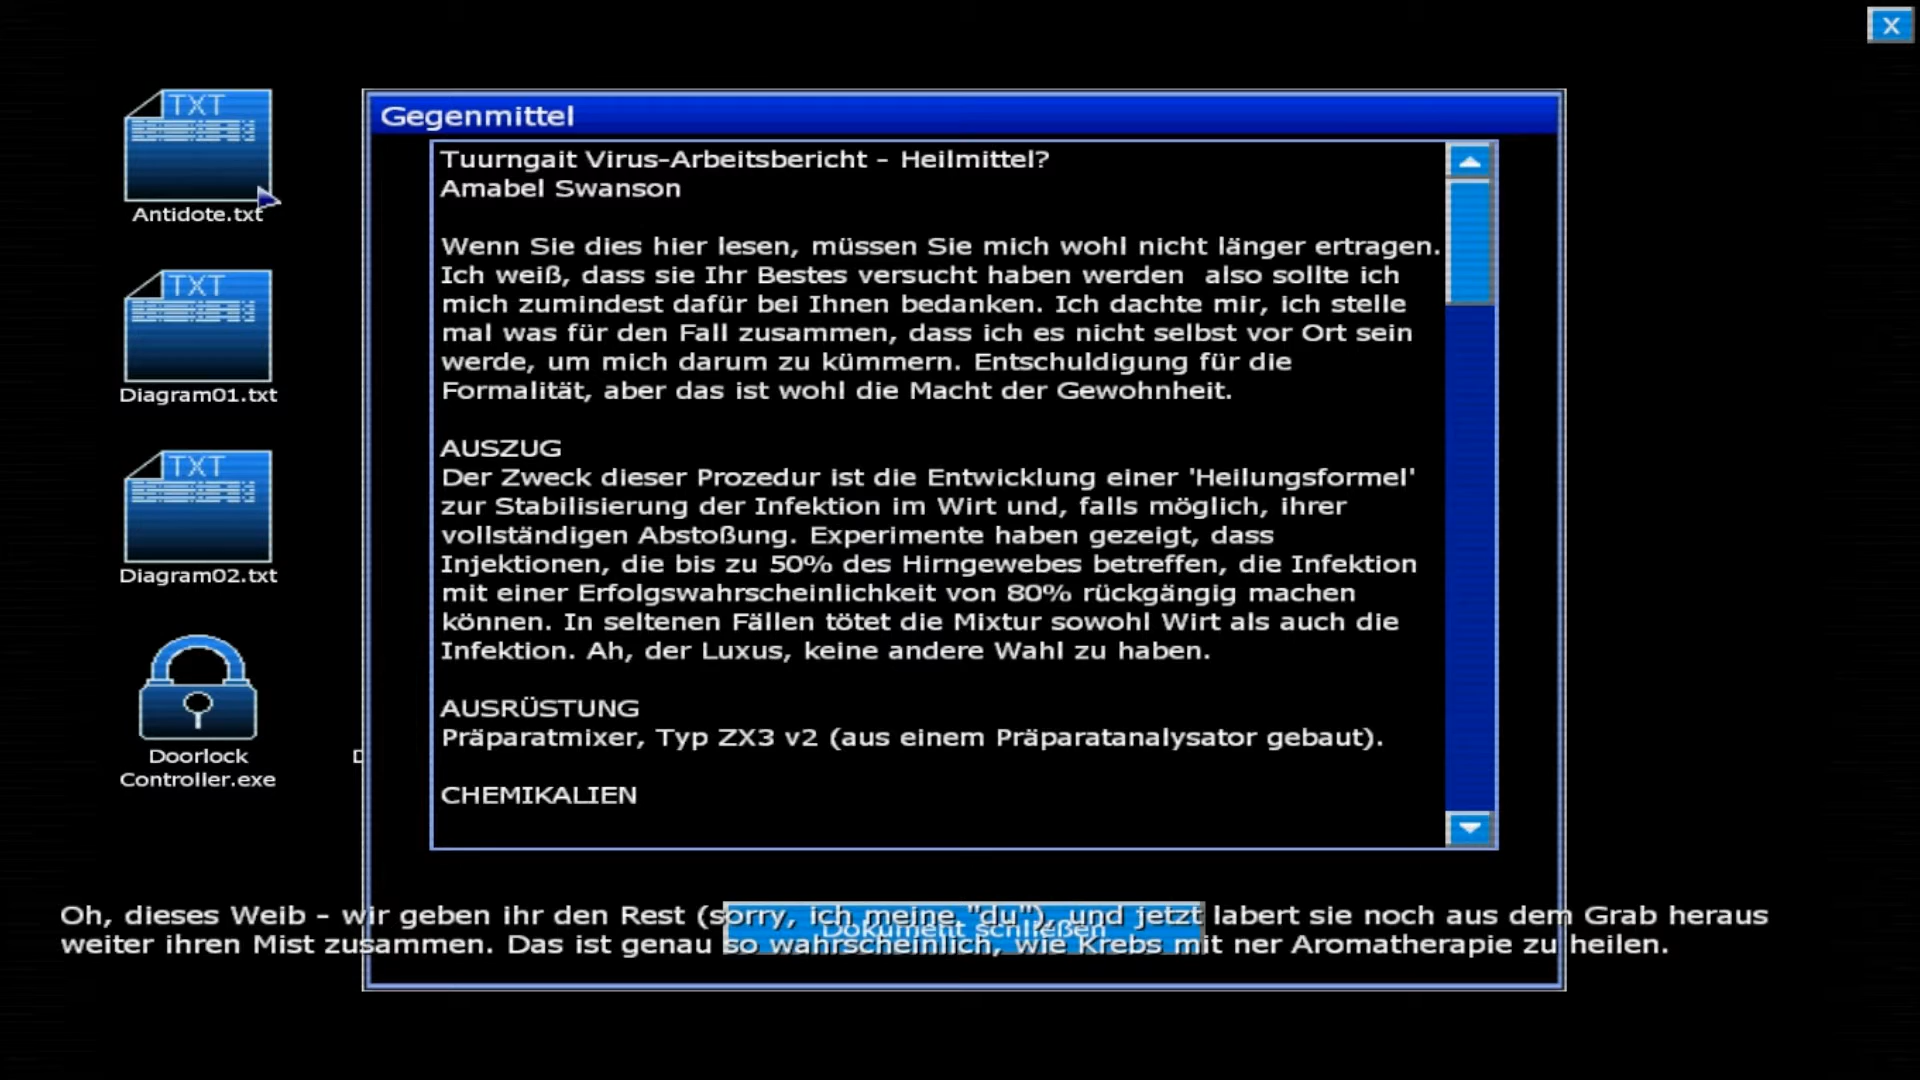 X
TXT
Antidote.txt
TXT
Diagram01.txt
TXT
Diagram02.txt
Doorlock
Controller.exe
D
Gegenmittel
Tuurngait Virus-Arbeitsbericht - Heilmittel?
Amabel Swanson
Wenn Sie dies hier lesen, müssen Sie mich wohl nicht länger ertragen.
Ich weiß, dass sie Ihr Bestes versucht haben werden  also sollte ich
mich zumindest dafür bei Ihnen bedanken. Ich dachte mir, ich stelle
mal was für den Fall zusammen, dass ich es nicht selbst vor Ort sein
werde, um mich darum zu kümmern. Entschuldigung für die
Formalität, aber das ist wohl die Macht der Gewohnheit.
AUSZUG
Der Zweck dieser Prozedur ist die Entwicklung einer 'Heilungsformel'
zur Stabilisierung der Infektion im Wirt und, falls möglich, ihrer
vollständigen Abstoßung. Experimente haben gezeigt, dass
Injektionen, die bis zu 50% des Hirngewebes betreffen, die Infektion
mit einer Erfolgswahrscheinlichkeit von 80% rückgängig machen
können. In seltenen Fällen tötet die Mixtur sowohl Wirt als auch die
Infektion. Ah, der Luxus, keine andere Wahl zu haben.
AUSRÜSTUNG
Präparatmixer, Typ ZX3 v2 (aus einem Präparatanalysator gebaut).
CHEMIKALIEN
Oh, dieses Weib - wir geben ihr den Rest (sorry, ich meine "du"), und jetzt labert sie noch aus dem Grab heraus
Dokument schließen
weiter ihren Mist zusammen. Das ist genau so wahrscheinlich, wie Krebs mit ner Aromatherapie zu heilen.